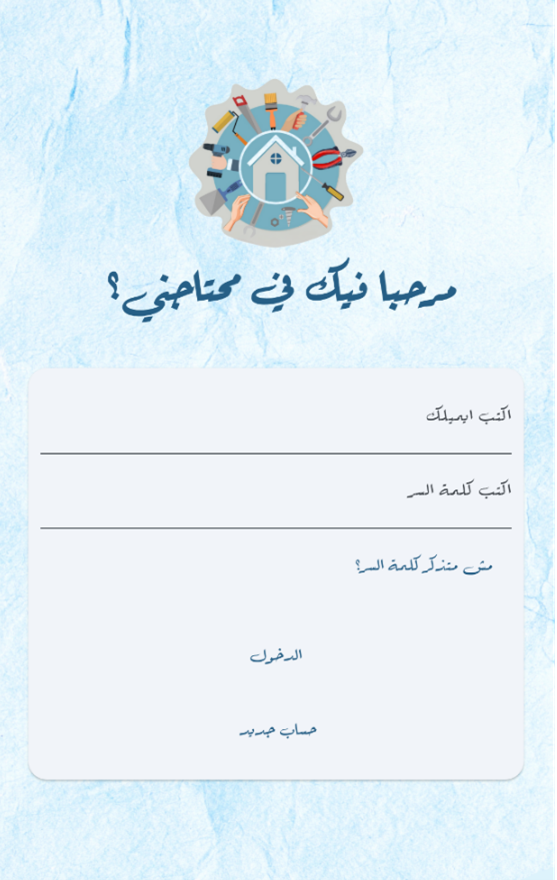 مرحبا فيك في محتاجني؟
اكتب ايميلك
اكتب كلمة السر
مش متذكر كلمة السر؟
الدخول
حساب جديد